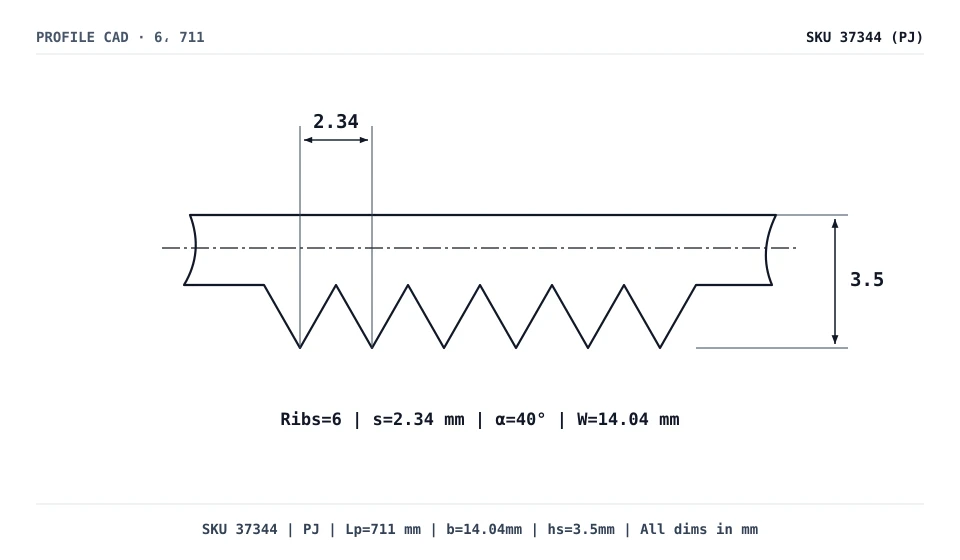 PROFILE CAD · 6، 711
SKU 37344 (PJ)
2.34
3.5
Ribs=6 | s=2.34 mm | α=40° | W=14.04 mm
SKU 37344 | PJ | Lp=711 mm | b=14.04mm | hs=3.5mm | All dims in mm